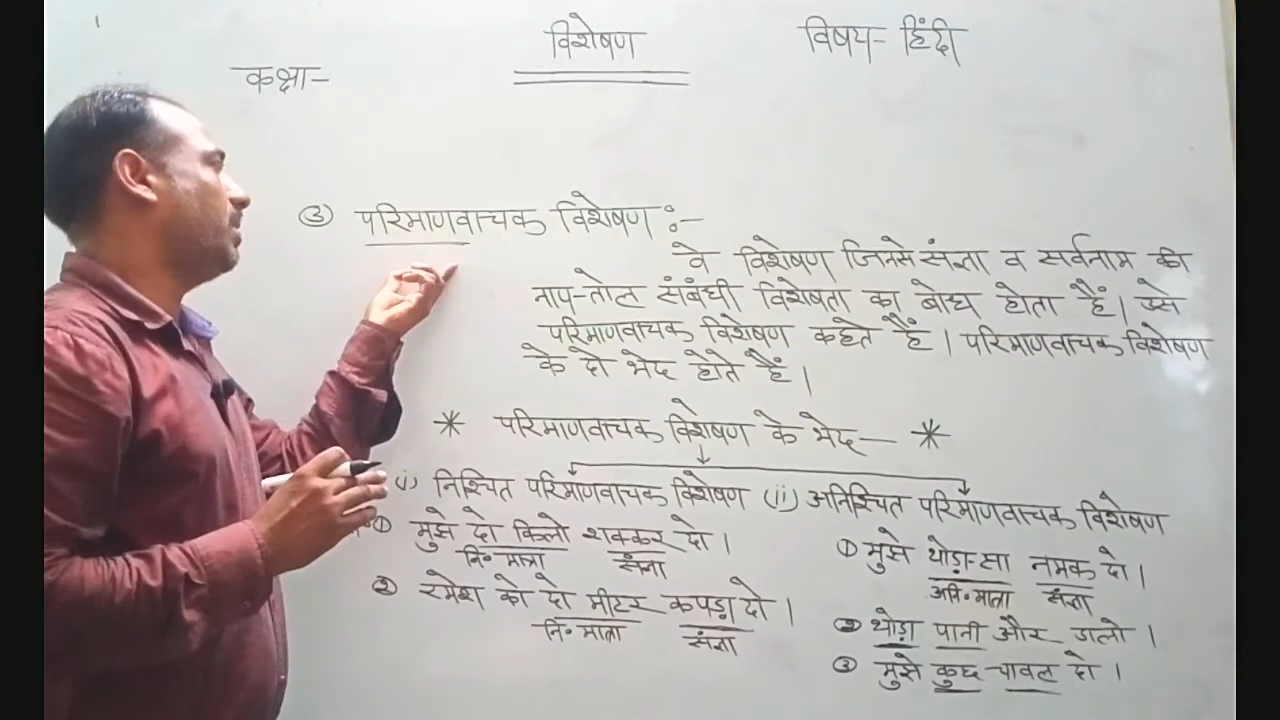 विशेषण
विषय- हिंदी
कक्षा-
③ परिमाणवाचक विशेषण :-
वे विशेषण जिनसे संज्ञा व सर्वनाम की
नाप-तोल संबंधी विशेषता का बोध होता हैं। उसे
परिमाणवाचक विशेषण कहते हैं। परिमाणवाचक विशेषण
के दो भेद होते हैं।
* परिमाणवाचक विशेषण के भेद— *
(i) निश्चित परिमाणवाचक विशेषण (ii) अनिश्चित परिमाणवाचक विशेषण
① मुझे दो किलो शक्कर दो।
नि॰ मात्रा संज्ञा
② रमेश को दो मीटर कपड़ा दो।
नि॰ मात्रा संज्ञा
① मुझे थोड़ा-सा नमक दो।
अनि॰ मात्रा संज्ञा
② थोड़ा पानी और डालो।
③ मुझे कुछ चावल दो।